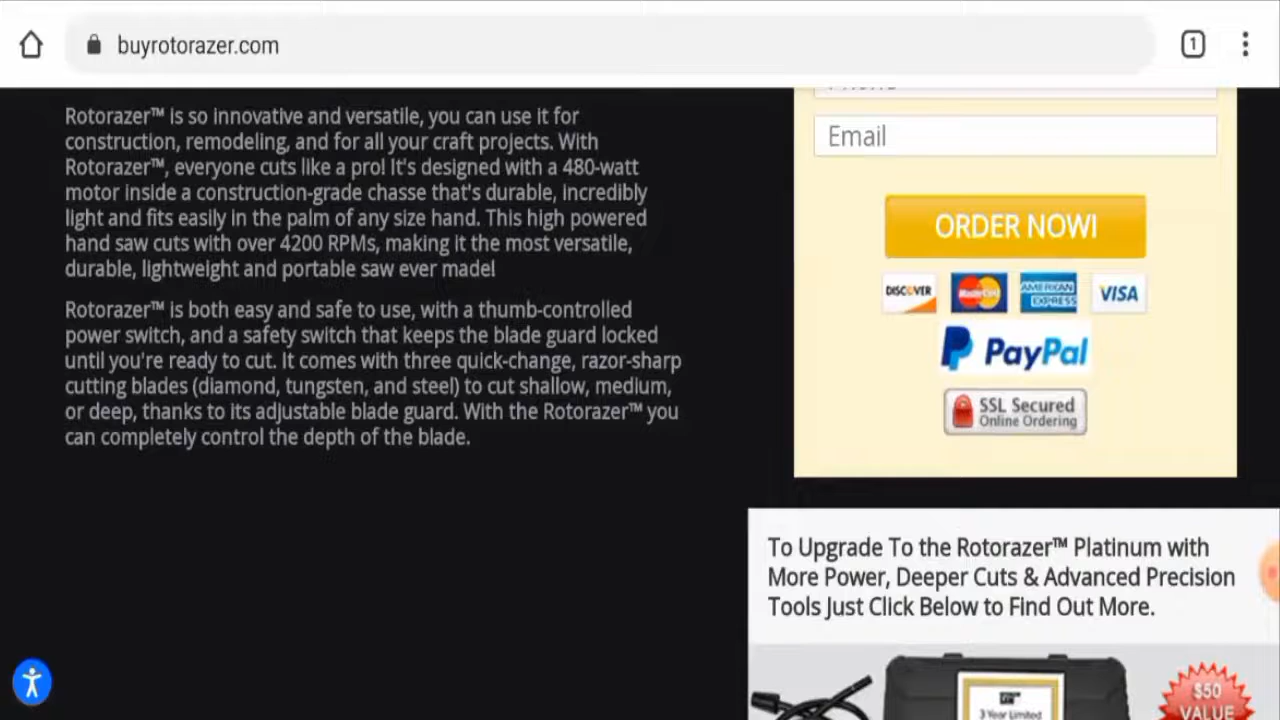 buyrotorazer.com
1
Rotorazer™ is so innovative and versatile, you can use it for
construction, remodeling, and for all your craft projects. With
Rotorazer™, everyone cuts like a pro! It's designed with a 480-watt
motor inside a construction-grade chasse that's durable, incredibly
light and fits easily in the palm of any size hand. This high powered
hand saw cuts with over 4200 RPMs, making it the most versatile,
durable, lightweight and portable saw ever made!
Rotorazer™ is both easy and safe to use, with a thumb-controlled
power switch, and a safety switch that keeps the blade guard locked
until you're ready to cut. It comes with three quick-change, razor-sharp
cutting blades (diamond, tungsten, and steel) to cut shallow, medium,
or deep, thanks to its adjustable blade guard. With the Rotorazer™ you
can completely control the depth of the blade.
Email
ORDER NOW!
DISCOVER MasterCard AMERICAN EXPRESS VISA
PayPal
SSL Secured
Online Ordering
To Upgrade To the Rotorazer™ Platinum with
More Power, Deeper Cuts & Advanced Precision
Tools Just Click Below to Find Out More.
3 Year Limited
$50
VALUE